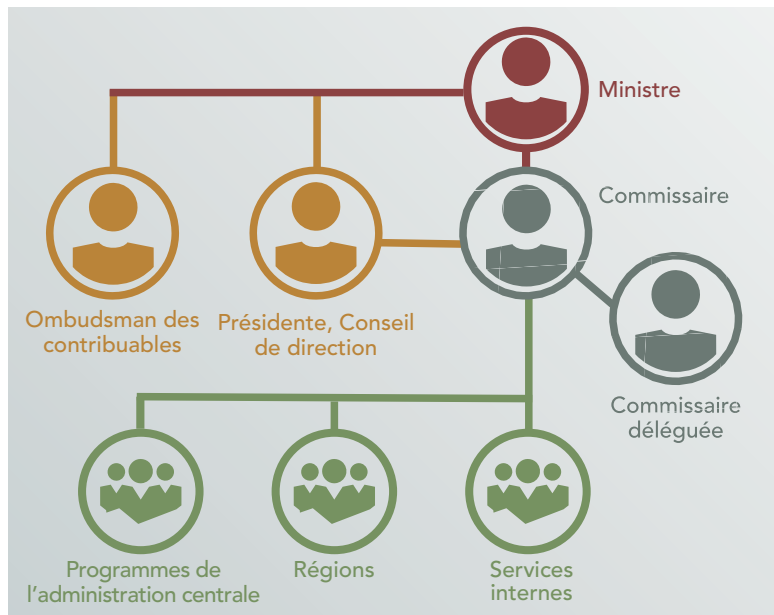 Ministre
Commissaire
Ombudsman des
contribuables
Présidente, Conseil
de direction
Commissaire
déléguée
Programmes de
l’administration centrale
Régions
Services
internes